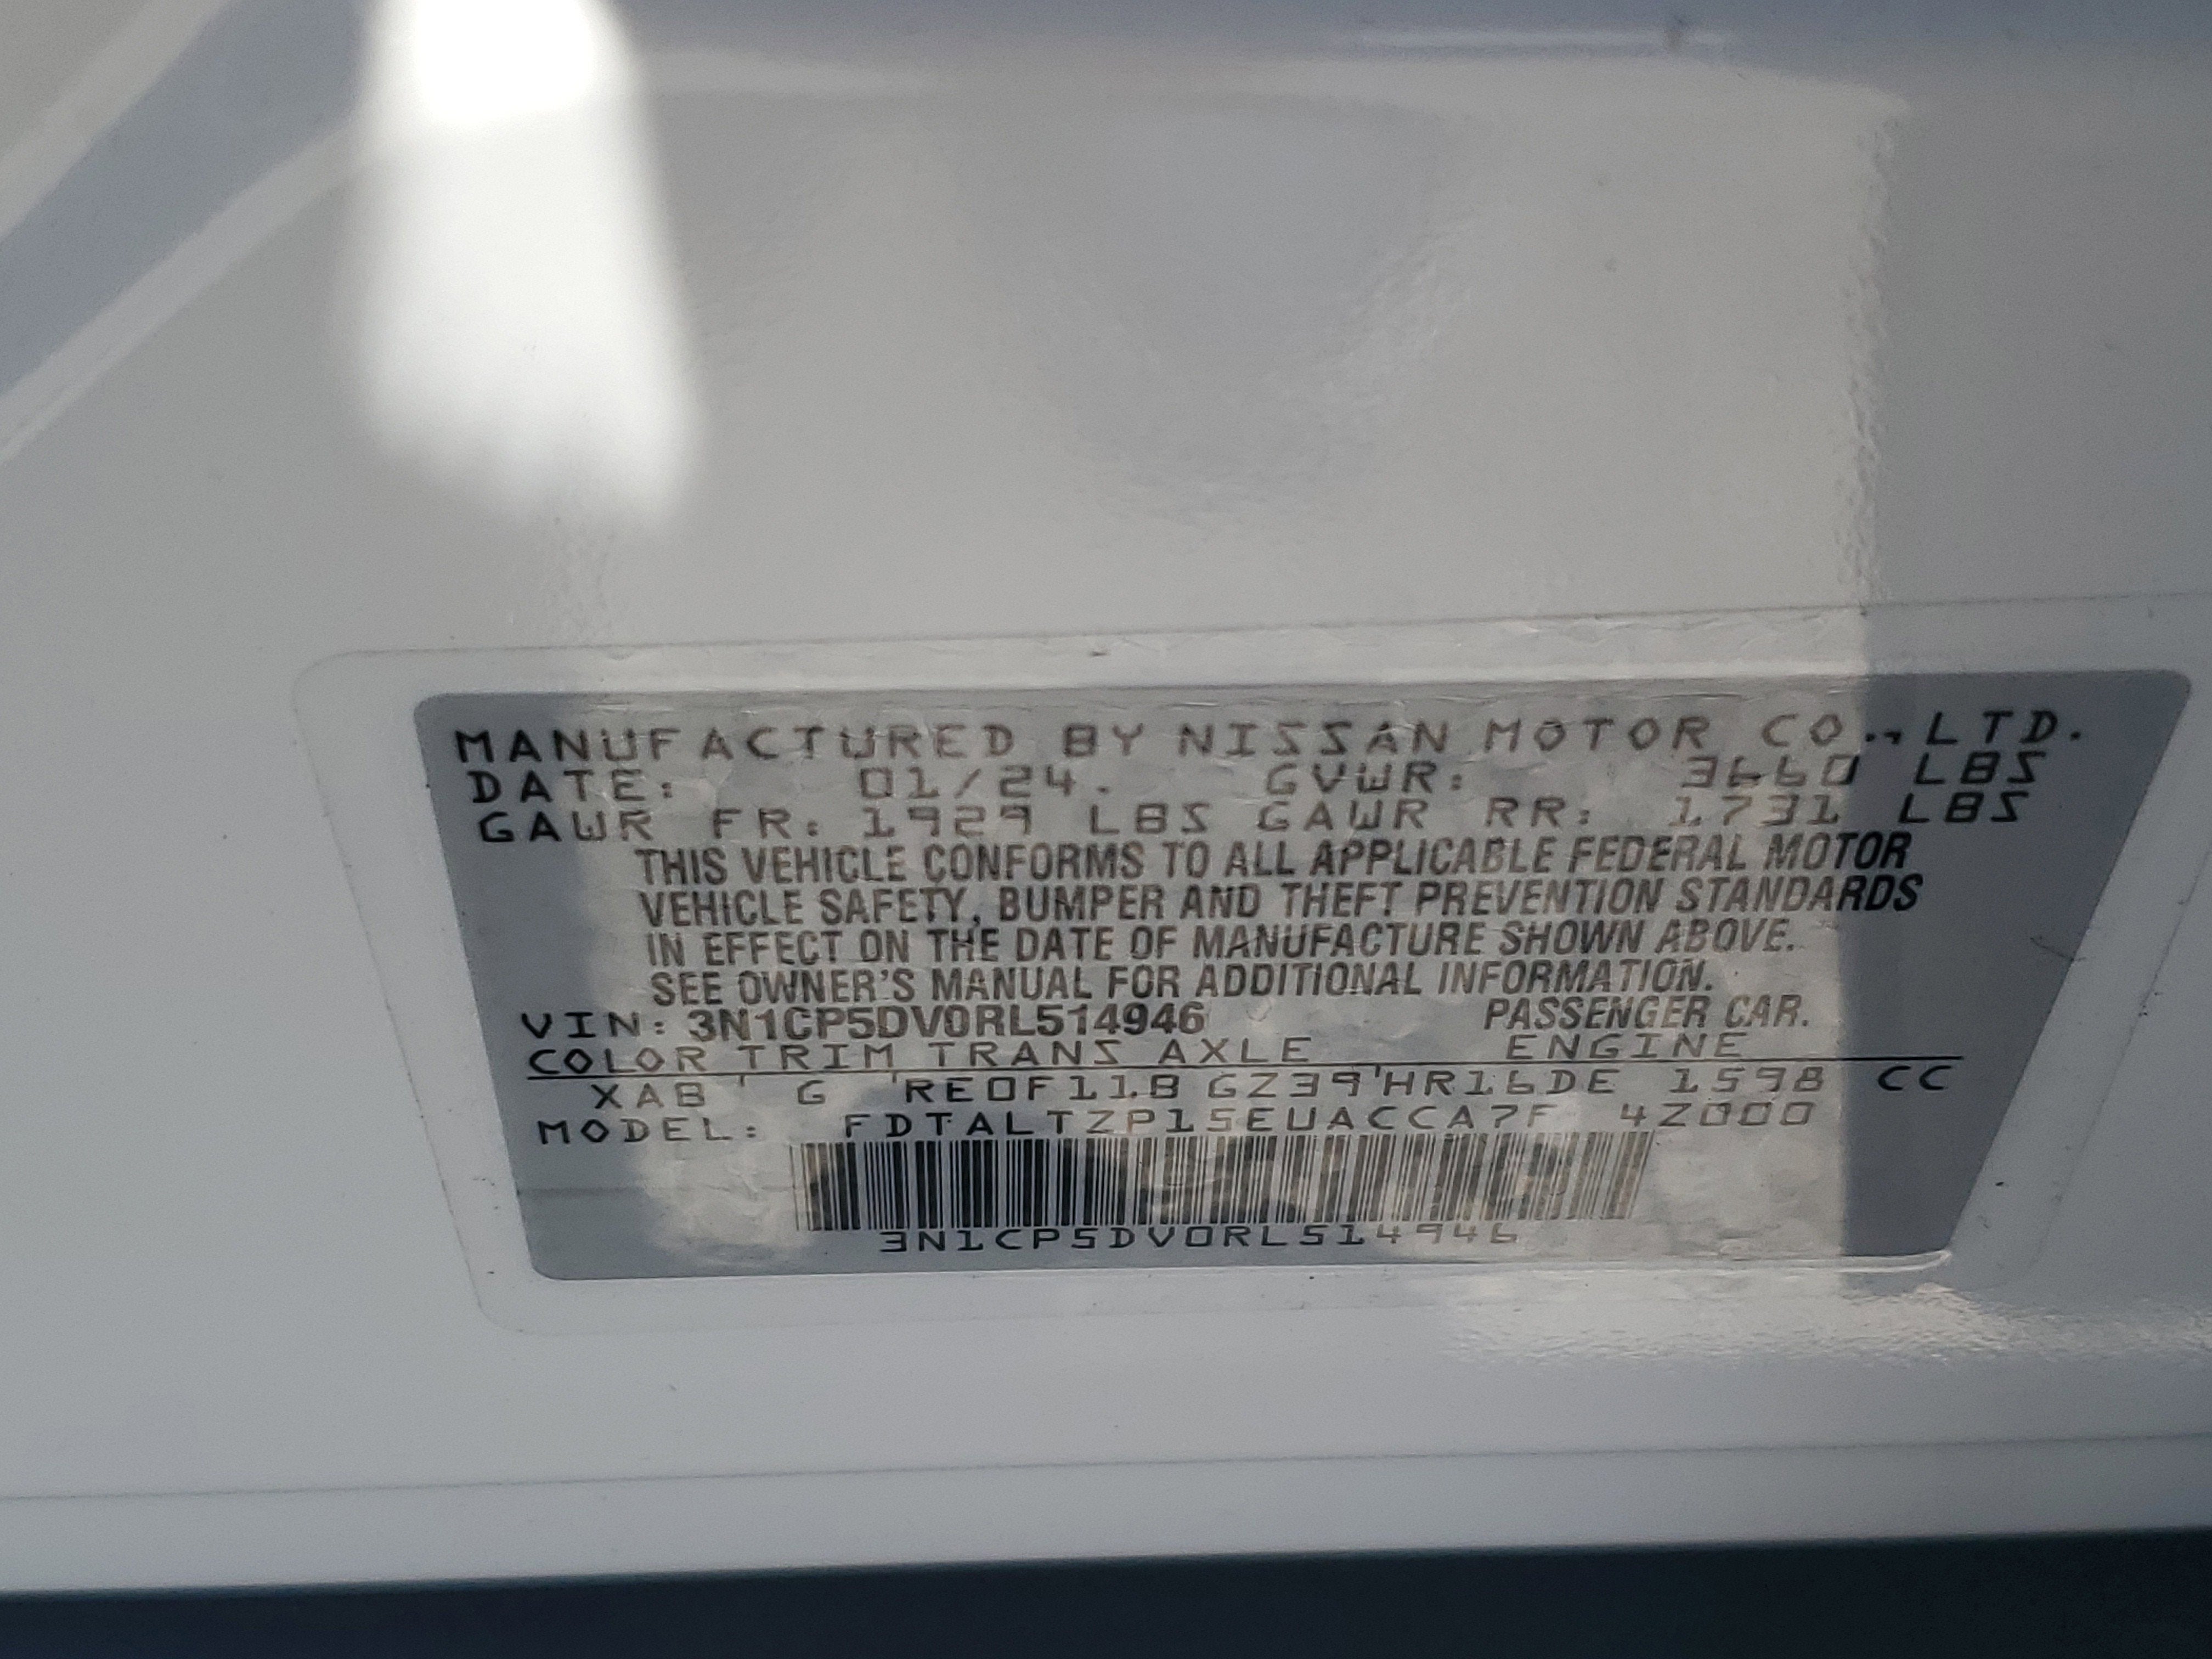 MANUFACTURED BY NISSAN MOTOR CO.,LTD.
DATE: 01/24. GVWR: 3660 LBS
GAWR FR: 1929 LBS GAWR RR: 1731 LBS
THIS VEHICLE CONFORMS TO ALL APPLICABLE FEDERAL MOTOR
VEHICLE SAFETY, BUMPER AND THEFT PREVENTION STANDARDS
IN EFFECT ON THE DATE OF MANUFACTURE SHOWN ABOVE.
SEE OWNER'S MANUAL FOR ADDITIONAL INFORMATION.
VIN: 3N1CP5DV0RL514946 PASSENGER CAR.
COLOR TRIM TRANS AXLE ENGINE
XAB ' G 'RE0F11B GZ39'HR16DE 1598 CC
MODEL: FDTALTZP15EUACCA7F 4Z000
3N1CP5DV0RL514946